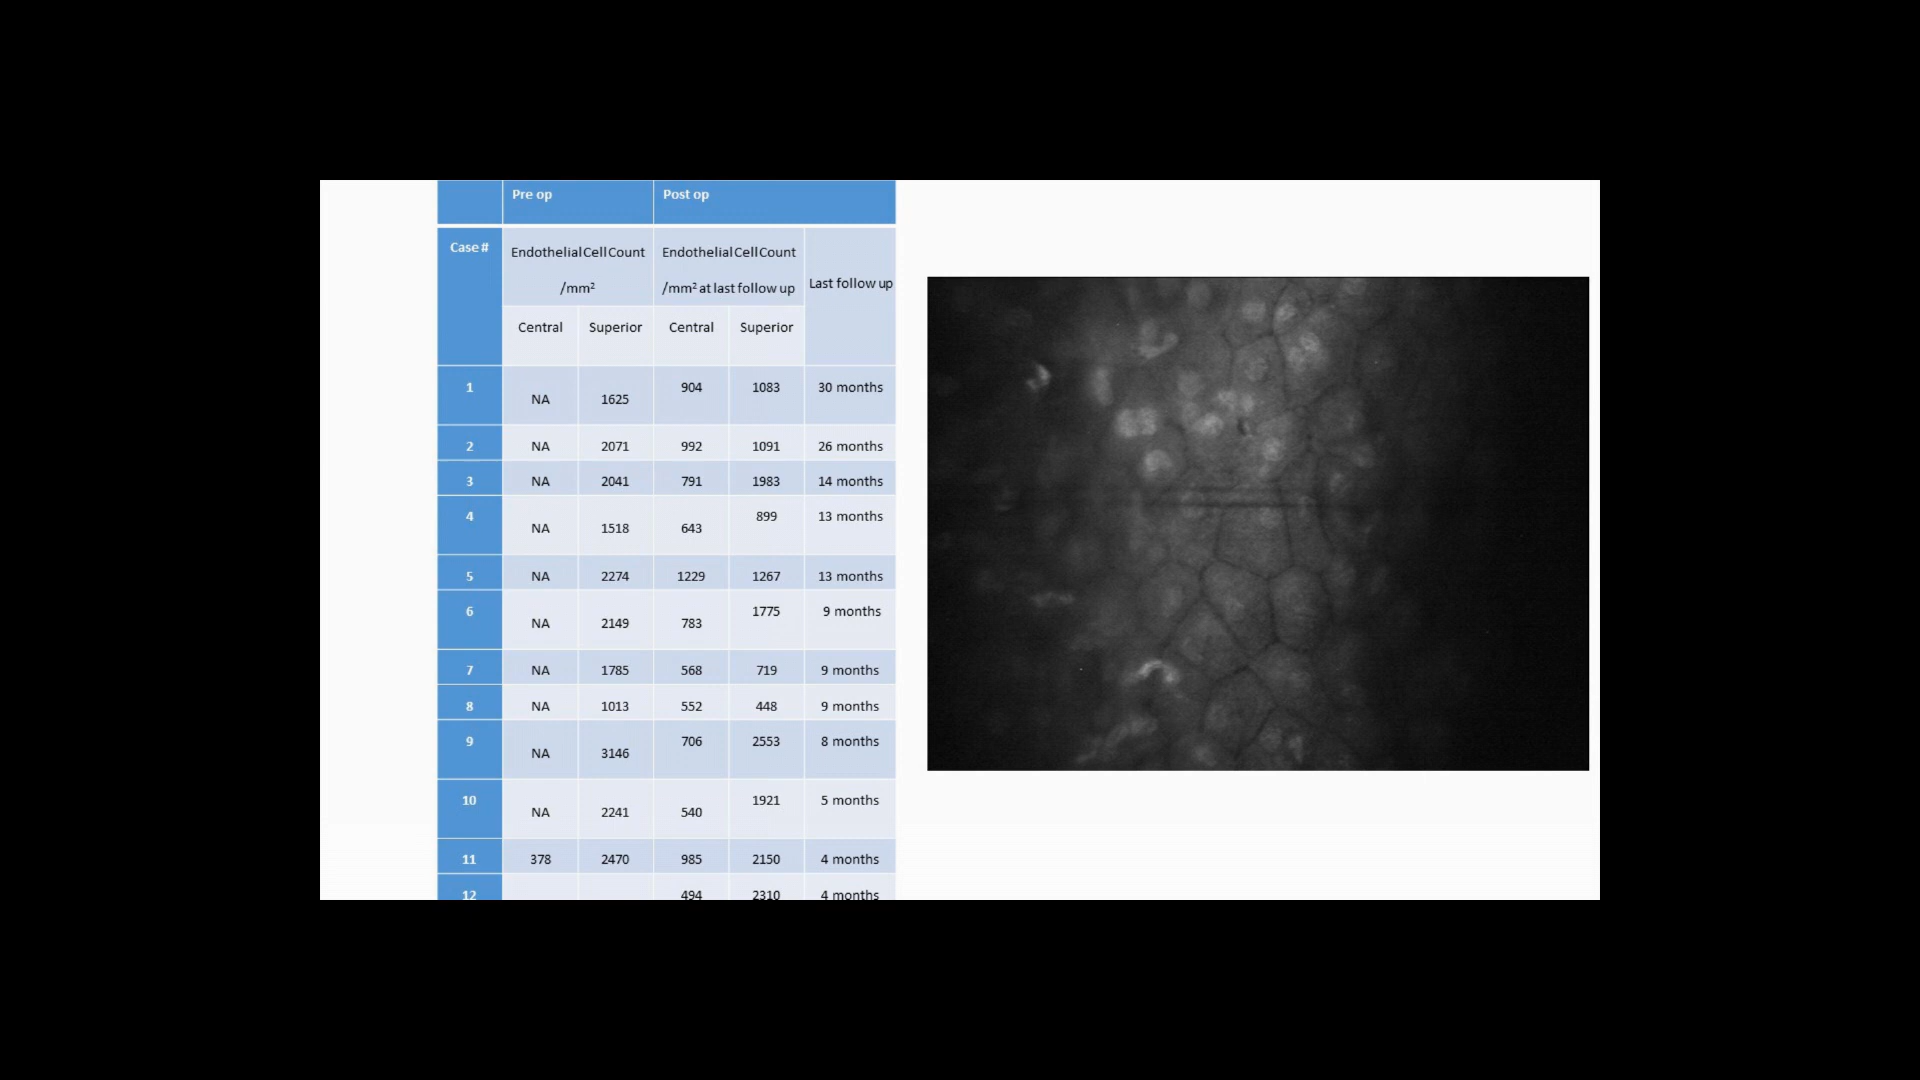 Pre op Post op
Case # Endothelial Cell Count Endothelial Cell Count Last follow up
/mm² /mm² at last follow up
Central Superior Central Superior
1 NA 1625 904 1083 30 months
2 NA 2071 992 1091 26 months
3 NA 2041 791 1983 14 months
4 NA 1518 643 899 13 months
5 NA 2274 1229 1267 13 months
6 NA 2149 783 1775 9 months
7 NA 1785 568 719 9 months
8 NA 1013 552 448 9 months
9 NA 3146 706 2553 8 months
10 NA 2241 540 1921 5 months
11 378 2470 985 2150 4 months
12 494 2310 4 months